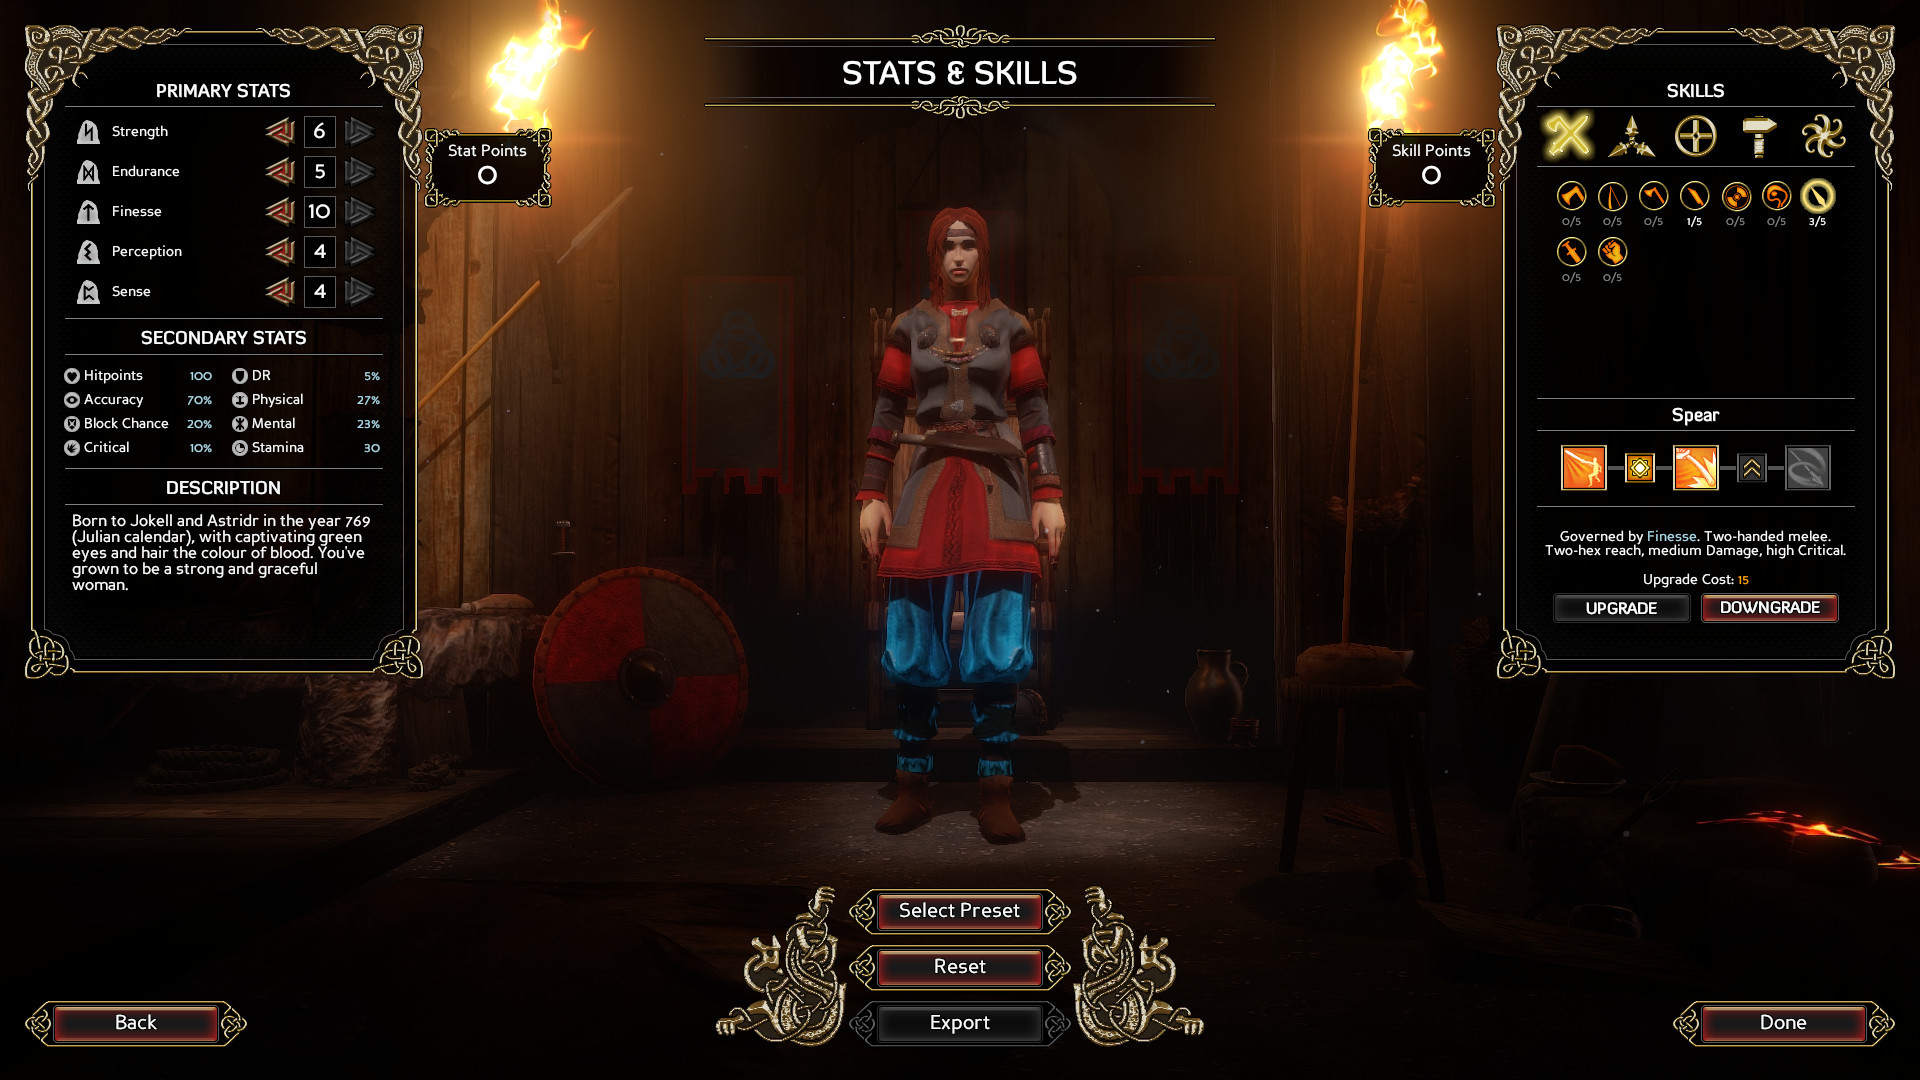 STATS & SKILLS
PRIMARY STATS
Strength 6
Endurance 5
Finesse 10
Perception 4
Sense 4
Stat Points
0
SECONDARY STATS
Hitpoints 100 DR 5%
Accuracy 70% Physical 27%
Block Chance 20% Mental 23%
Critical 10% Stamina 30
DESCRIPTION
Born to Jokell and Astridr in the year 769
(Julian calendar), with captivating green
eyes and hair the colour of blood. You've
grown to be a strong and graceful
woman.
Skill Points
0
SKILLS
0/5 0/5 0/5 1/5 0/5 0/5 3/5
0/5 0/5
Spear
Governed by Finesse. Two-handed melee.
Two-hex reach, medium Damage, high Critical.
Upgrade Cost: 15
UPGRADE DOWNGRADE
Select Preset
Reset
Export
Back
Done